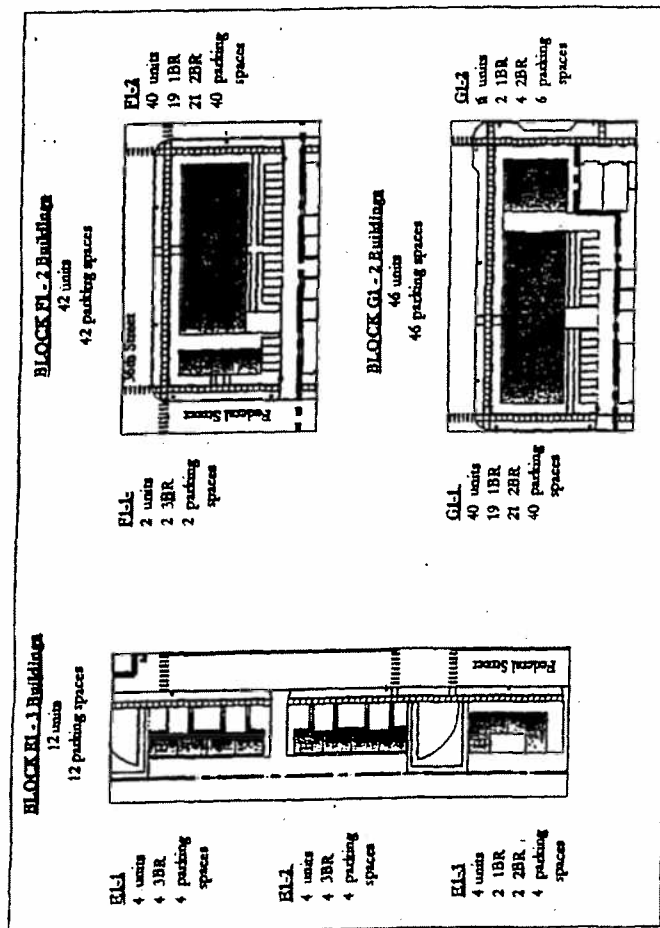 BLOCK E1 - 3 Buildings
12 units
12 parking spaces
E1-1
4 units
4 3BR
4 parking
spaces
E1-2
4 units
4 3BR
4 parking
spaces
E1-3
4 units
2 1BR
2 2BR
4 parking
spaces
Federal Street
BLOCK F1 - 2 Buildings
42 units
42 parking spaces
F1-1
2 units
2 3BR
2 parking
spaces
36th Street
Federal Street
F1-2
40 units
19 1BR
21 2BR
40 parking
spaces
BLOCK G1 - 2 Buildings
46 units
46 parking spaces
G1-1
40 units
19 1BR
21 2BR
40 parking
spaces
Federal Street
G1-2
6 units
2 1BR
4 2BR
6 parking
spaces